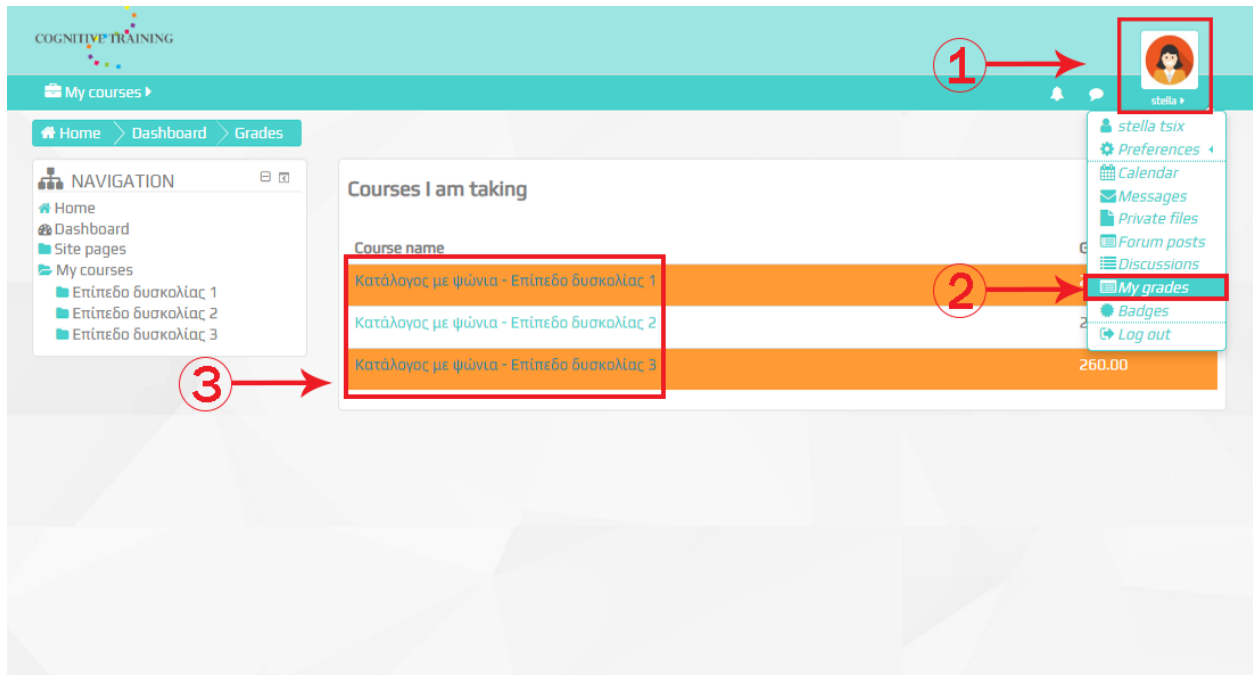 COGNITIVE TRAINING
1
My courses
stella
Home Dashboard Grades
stella tsix
Preferences
Calendar
Messages
Private files
Forum posts
Discussions
My grades
Badges
Log out
2
NAVIGATION
Home
Dashboard
Site pages
My courses
Επίπεδο δυσκολίας 1
Επίπεδο δυσκολίας 2
Επίπεδο δυσκολίας 3
Courses I am taking
Course name
Κατάλογος με ψώνια - Επίπεδο δυσκολίας 1
Κατάλογος με ψώνια - Επίπεδο δυσκολίας 2
Κατάλογος με ψώνια - Επίπεδο δυσκολίας 3 260.00
3